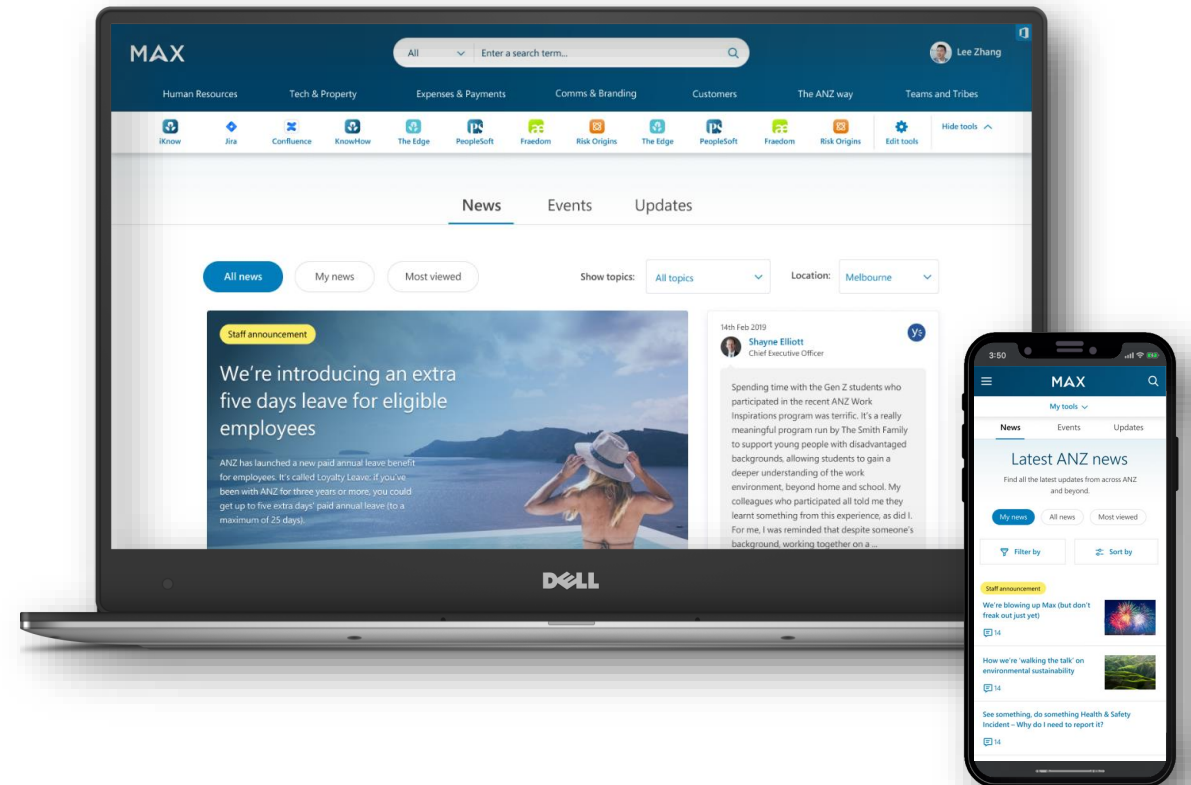 MAX
All
Enter a search term...
Lee Zhang
Human Resources
Tech & Property
Expenses & Payments
Comms & Branding
Customers
The ANZ way
Teams and Tribes
iKnow
Jira
Confluence
KnowHow
The Edge
PeopleSoft
Fraedom
Risk Origins
The Edge
PeopleSoft
Fraedom
Risk Origins
Edit tools
Hide tools
News
Events
Updates
All news
My news
Most viewed
Show topics:
All topics
Location:
Melbourne
Staff announcement
We're introducing an extra
five days leave for eligible
employees
ANZ has launched a new paid annual leave benefit
for employees. It's called Loyalty Leave: if you've
been with ANZ for three years or more, you could
get up to five extra days' paid annual leave (to a
maximum of 25 days).
14th Feb 2019
Shayne Elliott
Chief Executive Officer
Spending time with the Gen Z students who
participated in the recent ANZ Work
Inspirations program was terrific. It's a really
meaningful program run by The Smith Family
to support young people with disadvantaged
backgrounds, allowing students to gain a
deeper understanding of the work
environment, beyond home and school. My
colleagues who participated all told me they
learnt something from this experience, as did I.
For me, I was reminded that despite someone's
background, working together on a ...
DELL
3:50
MAX
My tools
News
Events
Updates
Latest ANZ news
Find all the latest updates from across ANZ
and beyond.
My news
All news
Most viewed
Filter by
Sort by
Staff announcement
We're blowing up Max (but don't
freak out just yet)
14
How we're 'walking the talk' on
environmental sustainability
14
See something, do something Health & Safety
Incident – Why do I need to report it?
14